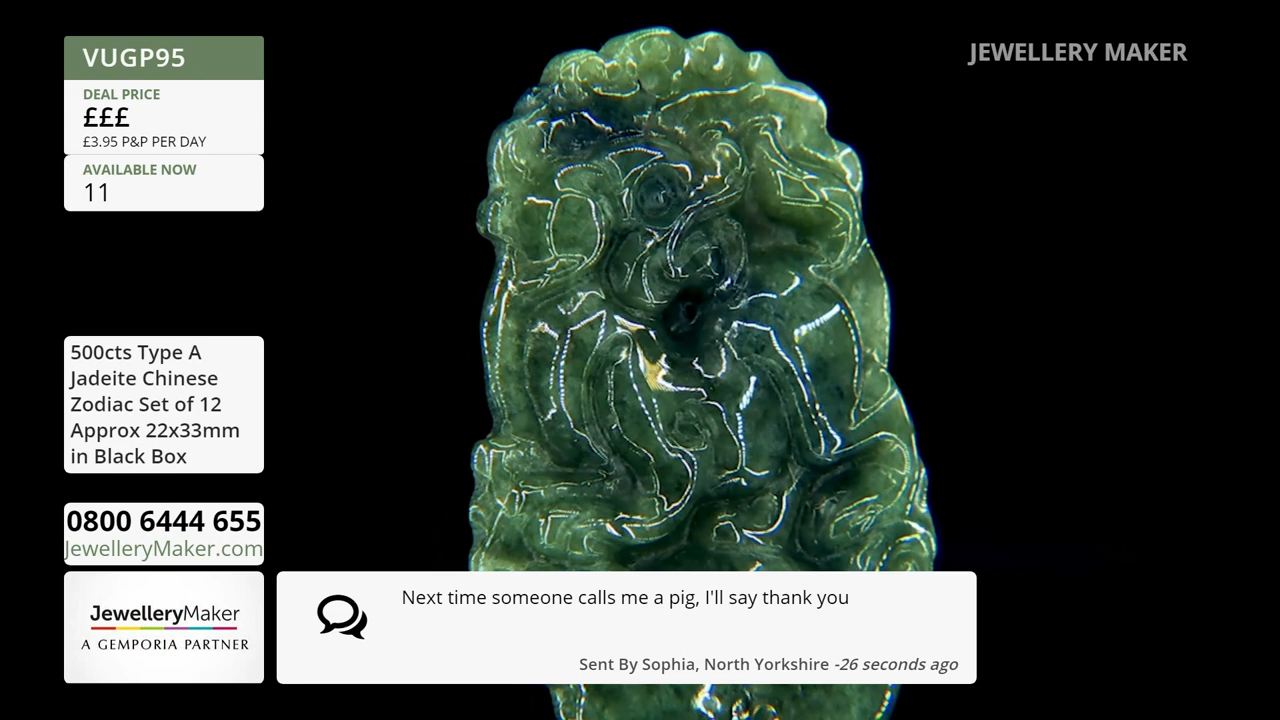 VUGP95
DEAL PRICE
£££
£3.95 P&P PER DAY
AVAILABLE NOW
11
500cts Type A
Jadeite Chinese
Zodiac Set of 12
Approx 22x33mm
in Black Box
0800 6444 655
JewelleryMaker.com
JewelleryMaker
A GEMPORIA PARTNER
JEWELLERY MAKER
Next time someone calls me a pig, I'll say thank you
Sent By Sophia, North Yorkshire -26 seconds ago